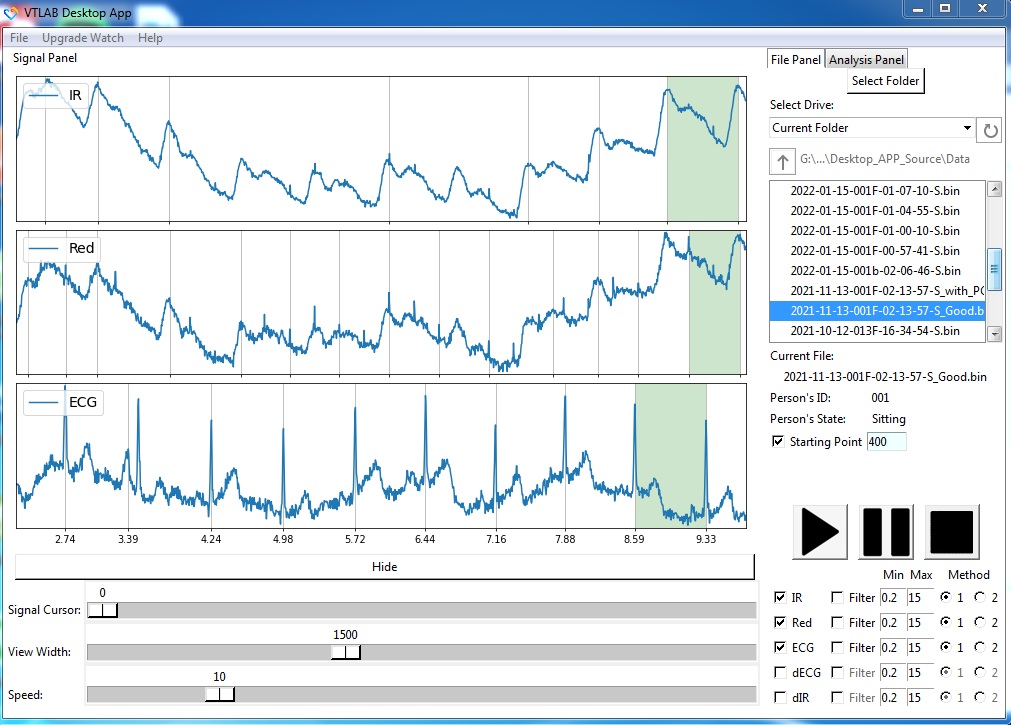 VTLAB Desktop App
File Upgrade Watch Help
Signal Panel
IR
Red
ECG
2.74 3.39 4.24 4.98 5.72 6.44 7.16 7.88 8.59 9.33
Hide
Signal Cursor: 0
View Width: 1500
Speed: 10
File Panel Analysis Panel
Select Folder
Select Drive:
Current Folder
G:\...\Desktop_APP_Source\Data
2022-01-15-001F-01-07-10-S.bin
2022-01-15-001F-01-04-55-S.bin
2022-01-15-001F-01-00-10-S.bin
2022-01-15-001F-00-57-41-S.bin
2022-01-15-001b-02-06-46-S.bin
2021-11-13-001F-02-13-57-S_with_PC
2021-11-13-001F-02-13-57-S_Good.b
2021-10-12-013F-16-34-54-S.bin
Current File:
2021-11-13-001F-02-13-57-S_Good.bin
Person's ID: 001
Person's State: Sitting
Starting Point 400
Min Max Method
IR Filter 0.2 15 1 2
Red Filter 0.2 15 1 2
ECG Filter 0.2 15 1 2
dECG Filter 0.2 15 1 2
dIR Filter 0.2 15 1 2